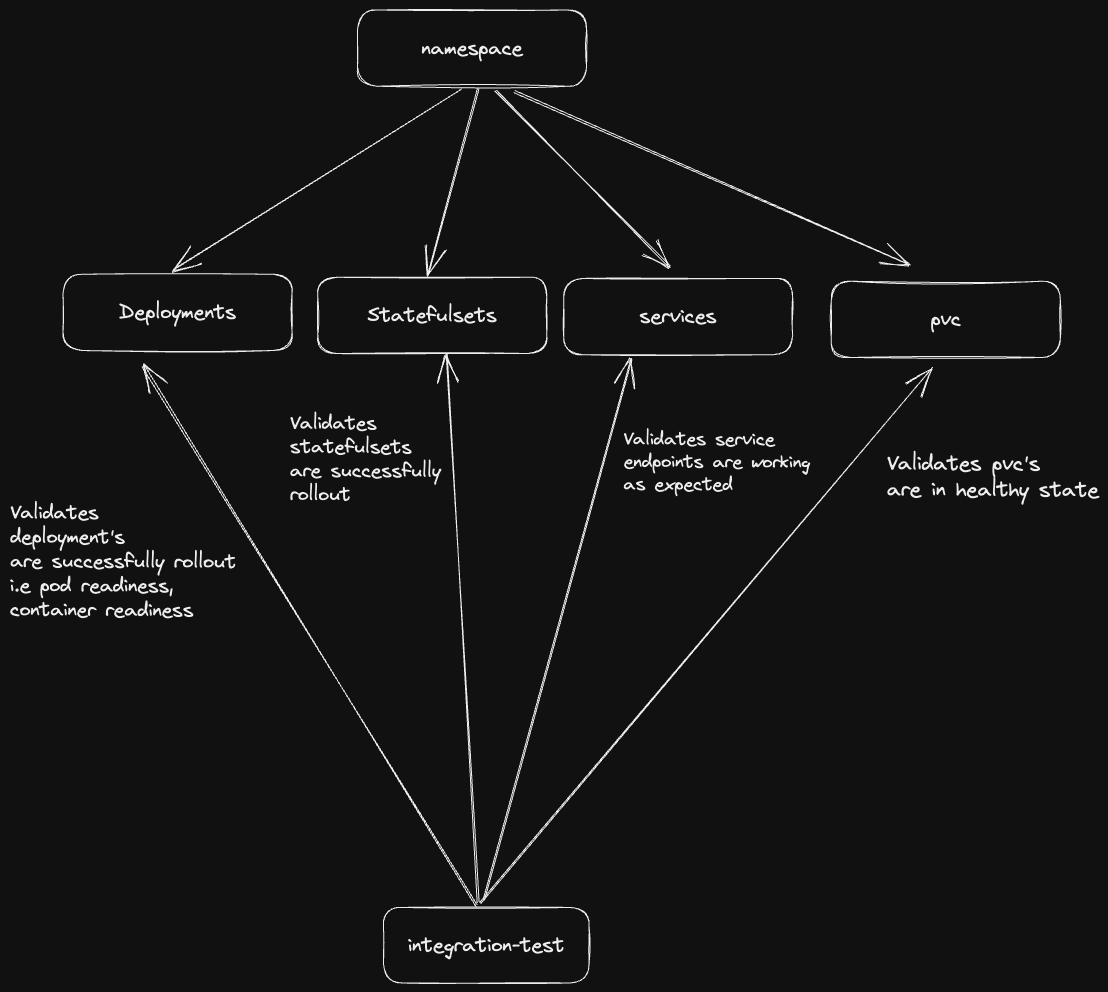 namespace
Deployments
Statefulsets
services
pvc
Validates
statefulsets
are successfully
rollout
Validates service
endpoints are working
as expected
Validates pvc's
are in healthy state
Validates
deployment's
are successfully rollout
i.e pod readiness,
container readiness
integration-test